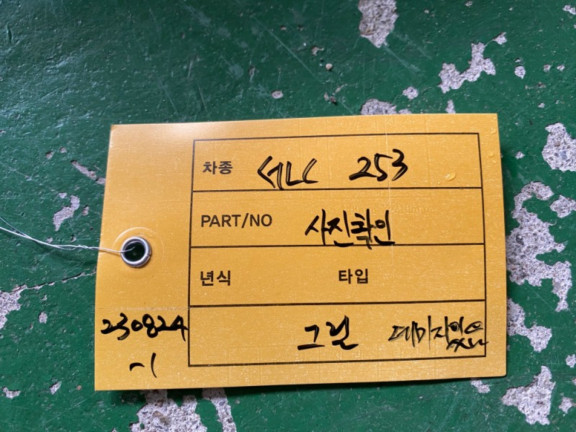 차종 GLC 253
PART/NO 사진확인
년식 타입
그릴 데미지있음
230824
-1